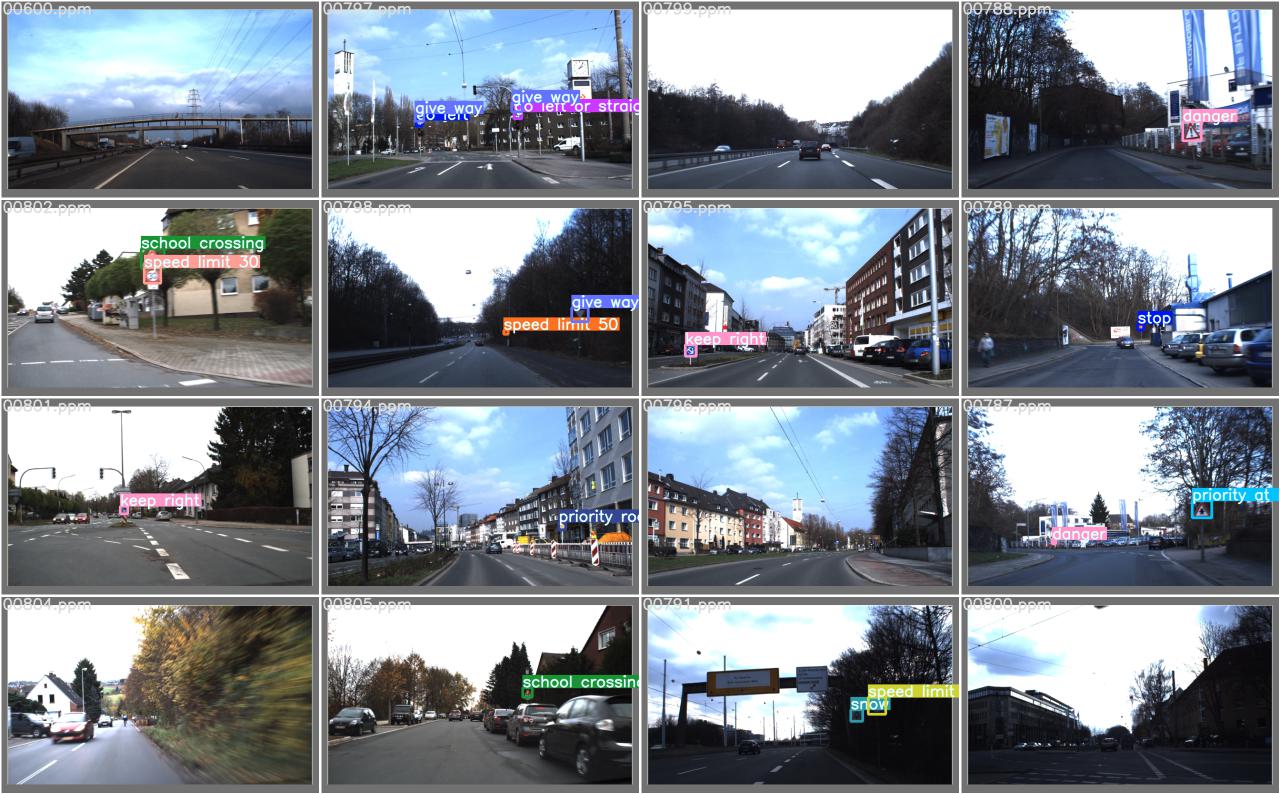 00600.ppm
00797.ppm
give way
go left
give way
go left or straig
00799.ppm
00788.ppm
danger
00802.ppm
school crossing
speed limit 30
00798.ppm
give way
speed limit 50
00795.ppm
keep right
00789.ppm
stop
00801.ppm
keep right
00794.ppm
priority roa
00796.ppm
00787.ppm
priority at
danger
00804.ppm
00805.ppm
school crossing
00791.ppm
speed limit
snow
00800.ppm